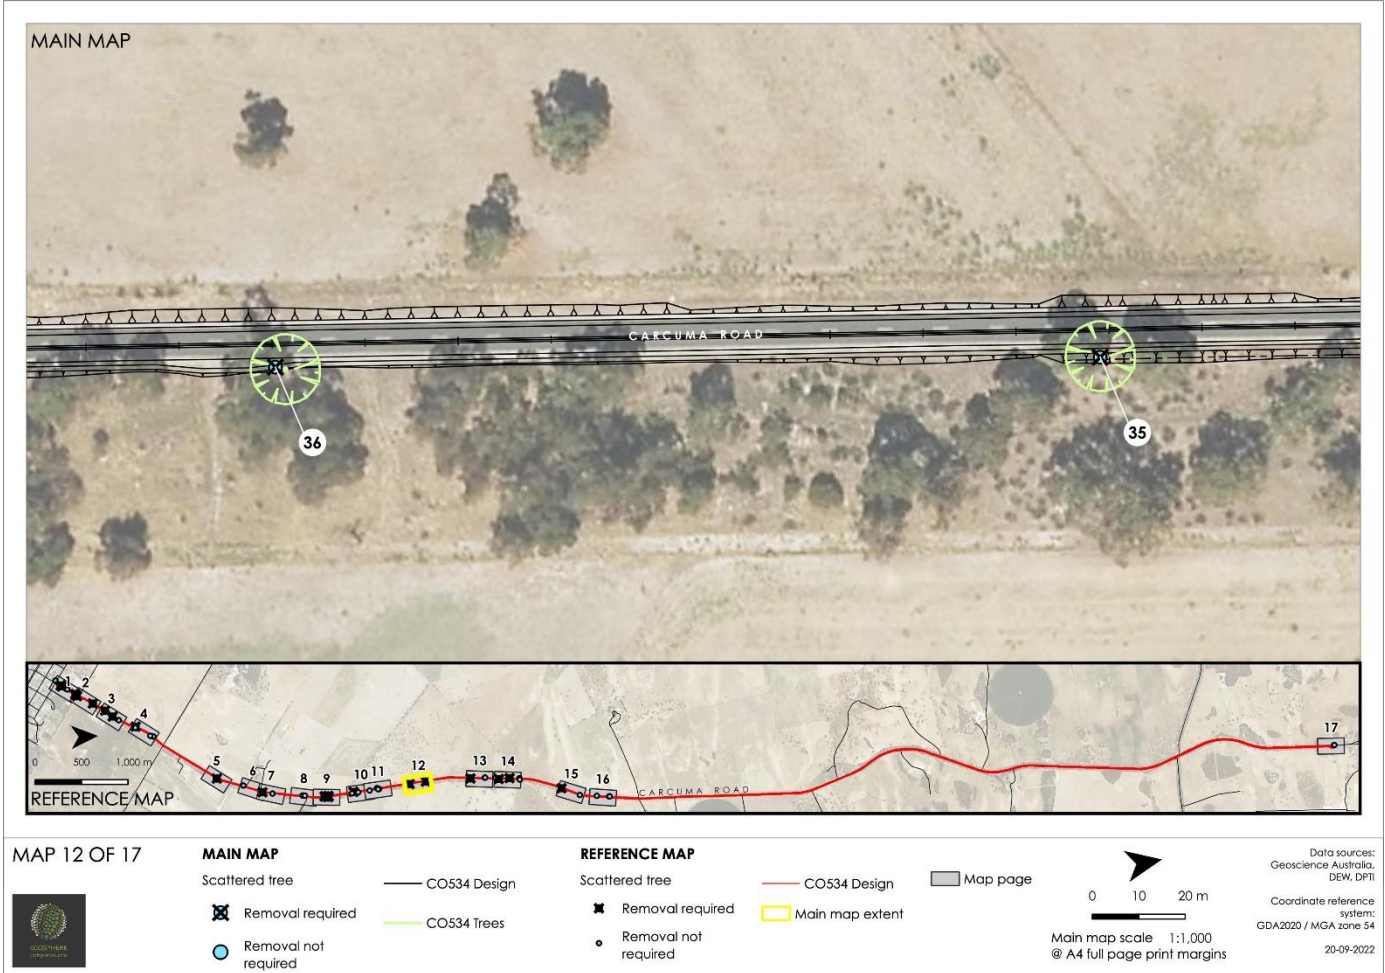 MAIN MAP
CARCUMA ROAD
36
35
1
2
3
4
5
6
7
8
9
10
11
12
13
14
15
16
17
0 500 1,000 m
REFERENCE MAP
CARCUMA ROAD
MAP 12 OF 17
MAIN MAP
Scattered tree
Removal required
Removal not
required
CO534 Design
CO534 Trees
REFERENCE MAP
Scattered tree
Removal required
Removal not
required
CO534 Design
Main map extent
Map page
0 10 20 m
Main map scale 1:1,000
@ A4 full page print margins
Data sources:
Geoscience Australia,
DEW, DPTI
Coordinate reference
system:
GDA2020 / MGA zone 54
20-09-2022
ECOSPHERE